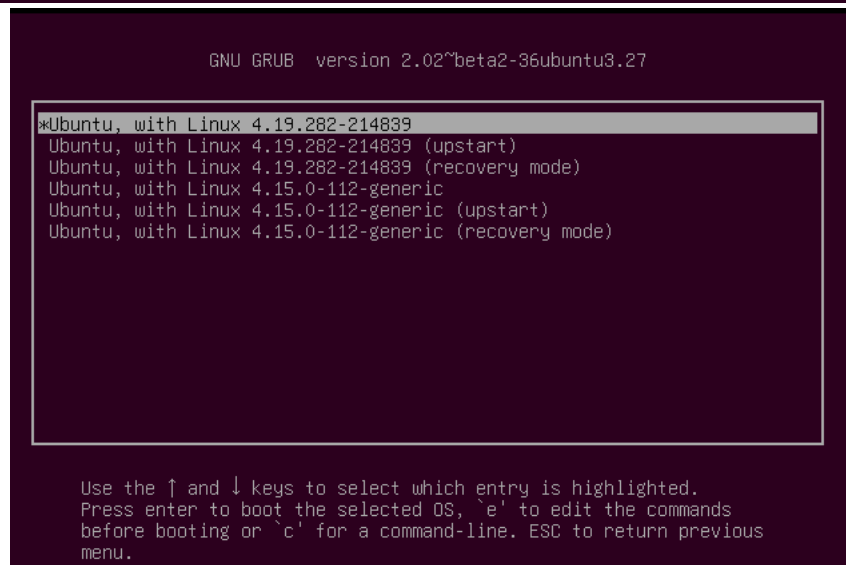 GNU GRUB  version 2.02~beta2-36ubuntu3.27
*Ubuntu, with Linux 4.19.282-214839
Ubuntu, with Linux 4.19.282-214839 (upstart)
Ubuntu, with Linux 4.19.282-214839 (recovery mode)
Ubuntu, with Linux 4.15.0-112-generic
Ubuntu, with Linux 4.15.0-112-generic (upstart)
Ubuntu, with Linux 4.15.0-112-generic (recovery mode)
Use the ↑ and ↓ keys to select which entry is highlighted.
Press enter to boot the selected OS, `e' to edit the commands
before booting or `c' for a command-line. ESC to return previous
menu.